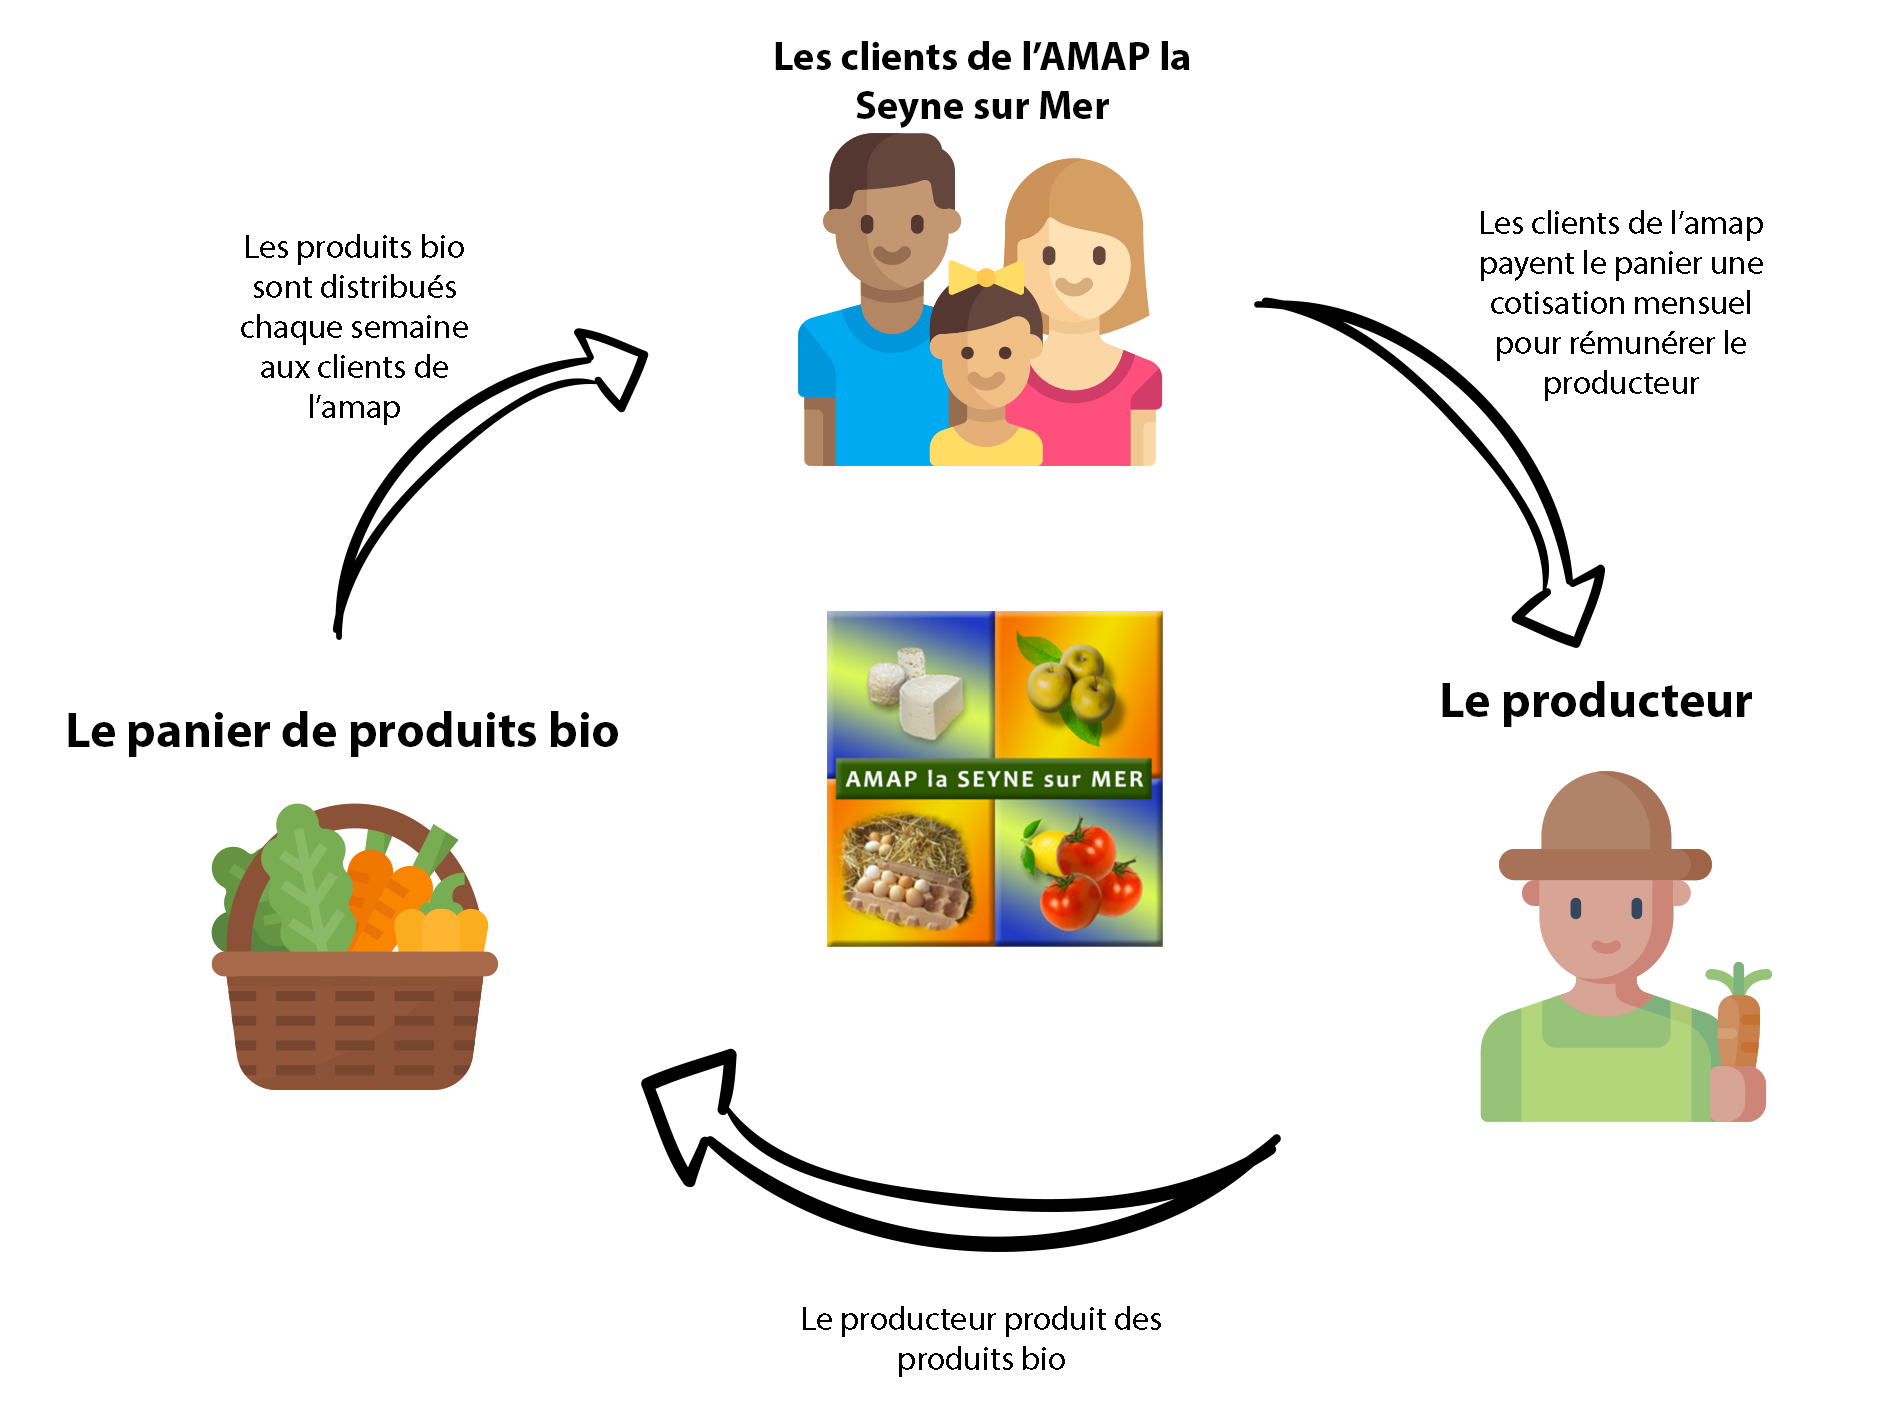 Les clients de l'AMAP la
Seyne sur Mer
Les produits bio
sont distribués
chaque semaine
aux clients de
l'amap
Les clients de l'amap
payent le panier une
cotisation mensuel
pour rémunérer le
producteur
Le panier de produits bio
AMAP la SEYNE sur MER
Le producteur
Le producteur produit des
produits bio